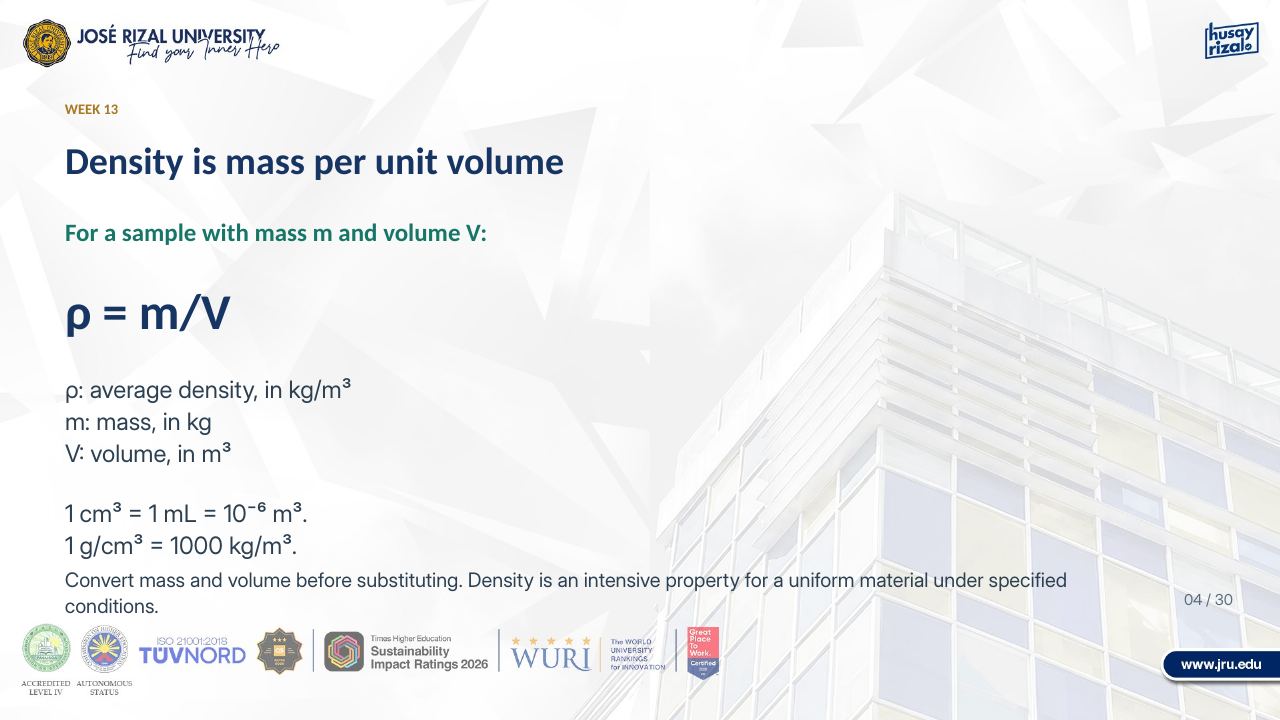 JOSÉ RIZAL UNIVERSITY
Find your Inner Hero
husay
rizal
WEEK 13
Density is mass per unit volume
For a sample with mass m and volume V:
ρ = m/V
ρ: average density, in kg/m³
m: mass, in kg
V: volume, in m³
1 cm³ = 1 mL = 10⁻⁶ m³.
1 g/cm³ = 1000 kg/m³.
Convert mass and volume before substituting. Density is an intensive property for a uniform material under specified
conditions.
04 / 30
ACCREDITED
LEVEL IV
AUTONOMOUS
STATUS
ISO 21001:2018
TÜVNORD
Times Higher Education
Sustainability
Impact Ratings 2026
WURI
The WORLD
UNIVERSITY
RANKINGS
for INNOVATION
Great
Place
To
Work.
Certified
www.jru.edu